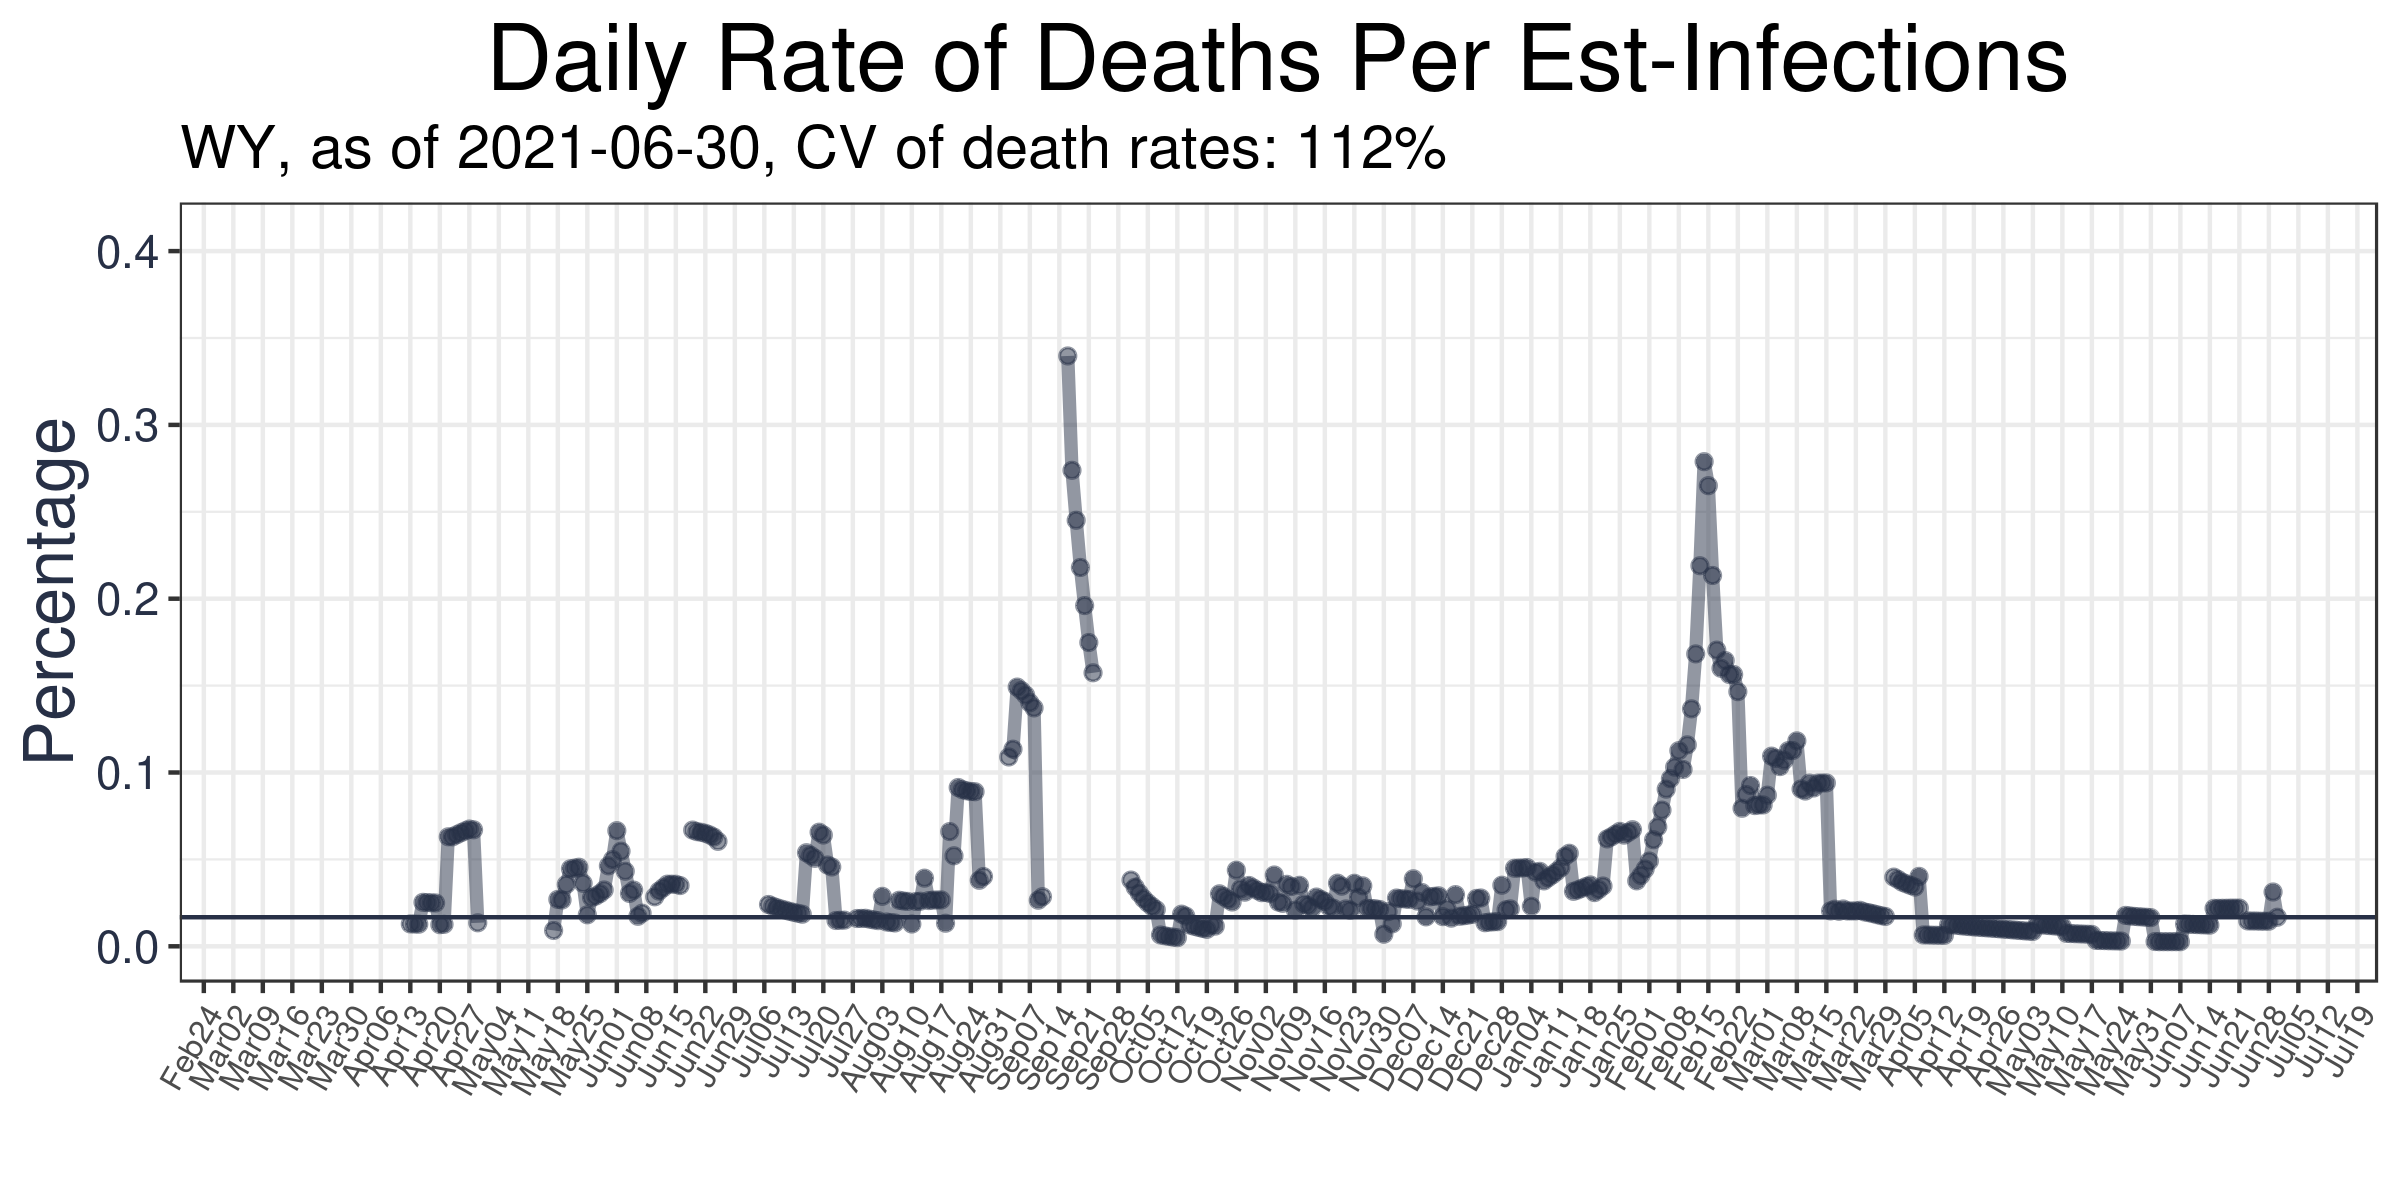 Daily Rate of Deaths Per Est-Infections
WY, as of 2021-06-30, CV of death rates: 112%
Percentage
0.4
0.3
0.2
0.1
0.0
Feb24
Mar02
Mar09
Mar16
Mar23
Mar30
Apr06
Apr13
Apr20
Apr27
May04
May11
May18
May25
Jun01
Jun08
Jun15
Jun22
Jun29
Jul06
Jul13
Jul20
Jul27
Aug03
Aug10
Aug17
Aug24
Aug31
Sep07
Sep14
Sep21
Sep28
Oct05
Oct12
Oct19
Oct26
Nov02
Nov09
Nov16
Nov23
Nov30
Dec07
Dec14
Dec21
Dec28
Jan04
Jan11
Jan18
Jan25
Feb01
Feb08
Feb15
Feb22
Mar01
Mar08
Mar15
Mar22
Mar29
Apr05
Apr12
Apr19
Apr26
May03
May10
May17
May24
May31
Jun07
Jun14
Jun21
Jun28
Jul05
Jul12
Jul19